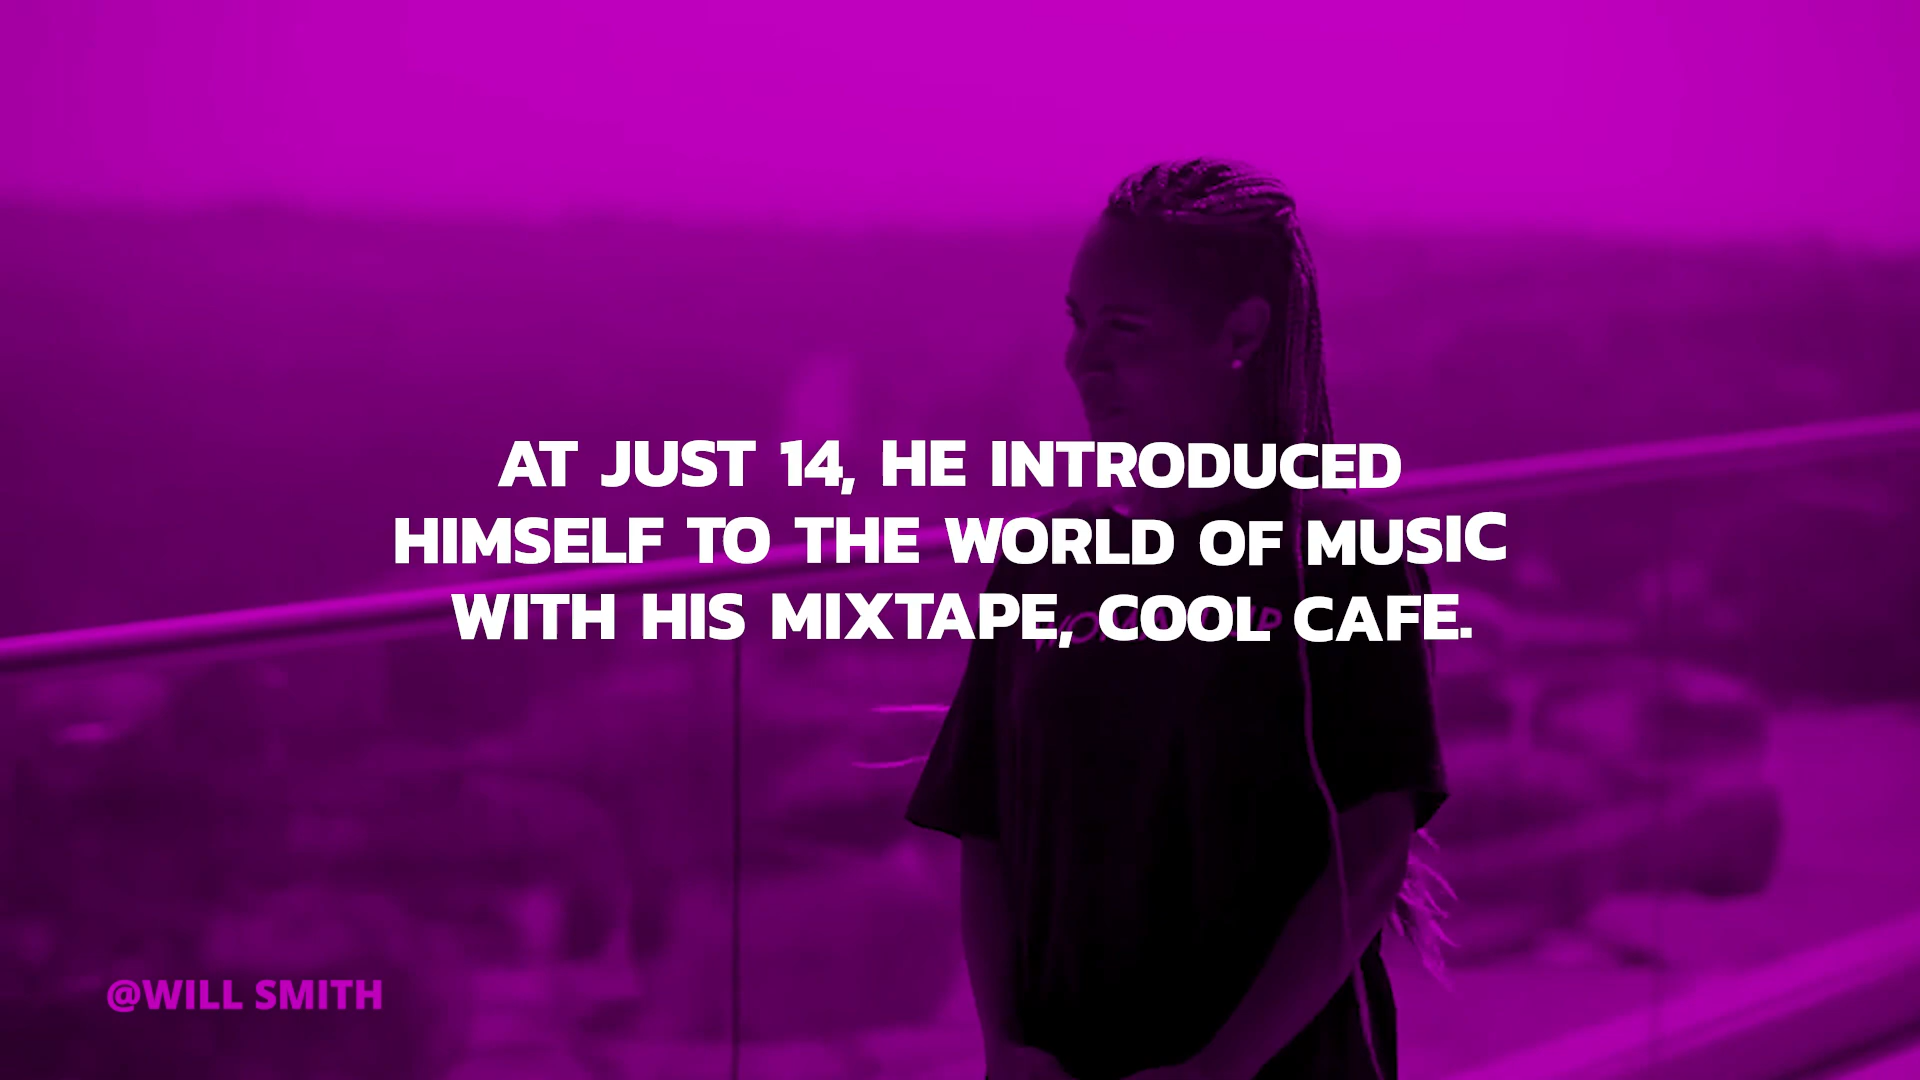 AT JUST 14, HE INTRODUCED
HIMSELF TO THE WORLD OF MUSIC
WITH HIS MIXTAPE, COOL CAFE.
@WILL SMITH